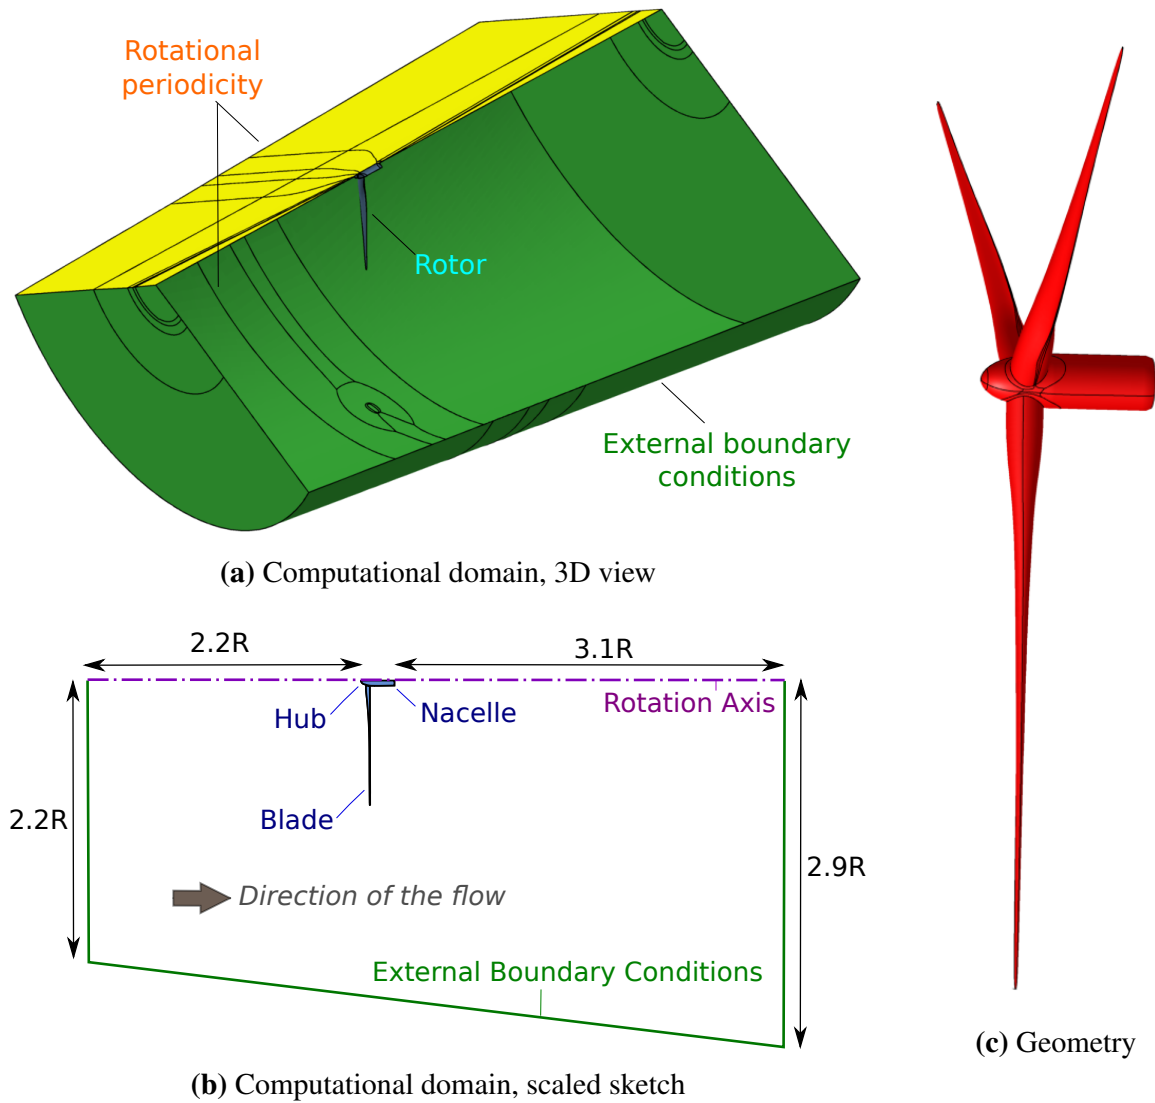 Rotational
periodicity
Rotor
External boundary
conditions
(a) Computational domain, 3D view
2.2R
3.1R
Rotation Axis
Hub
Nacelle
Blade
2.2R
2.9R
Direction of the flow
External Boundary Conditions
(b) Computational domain, scaled sketch
(c) Geometry